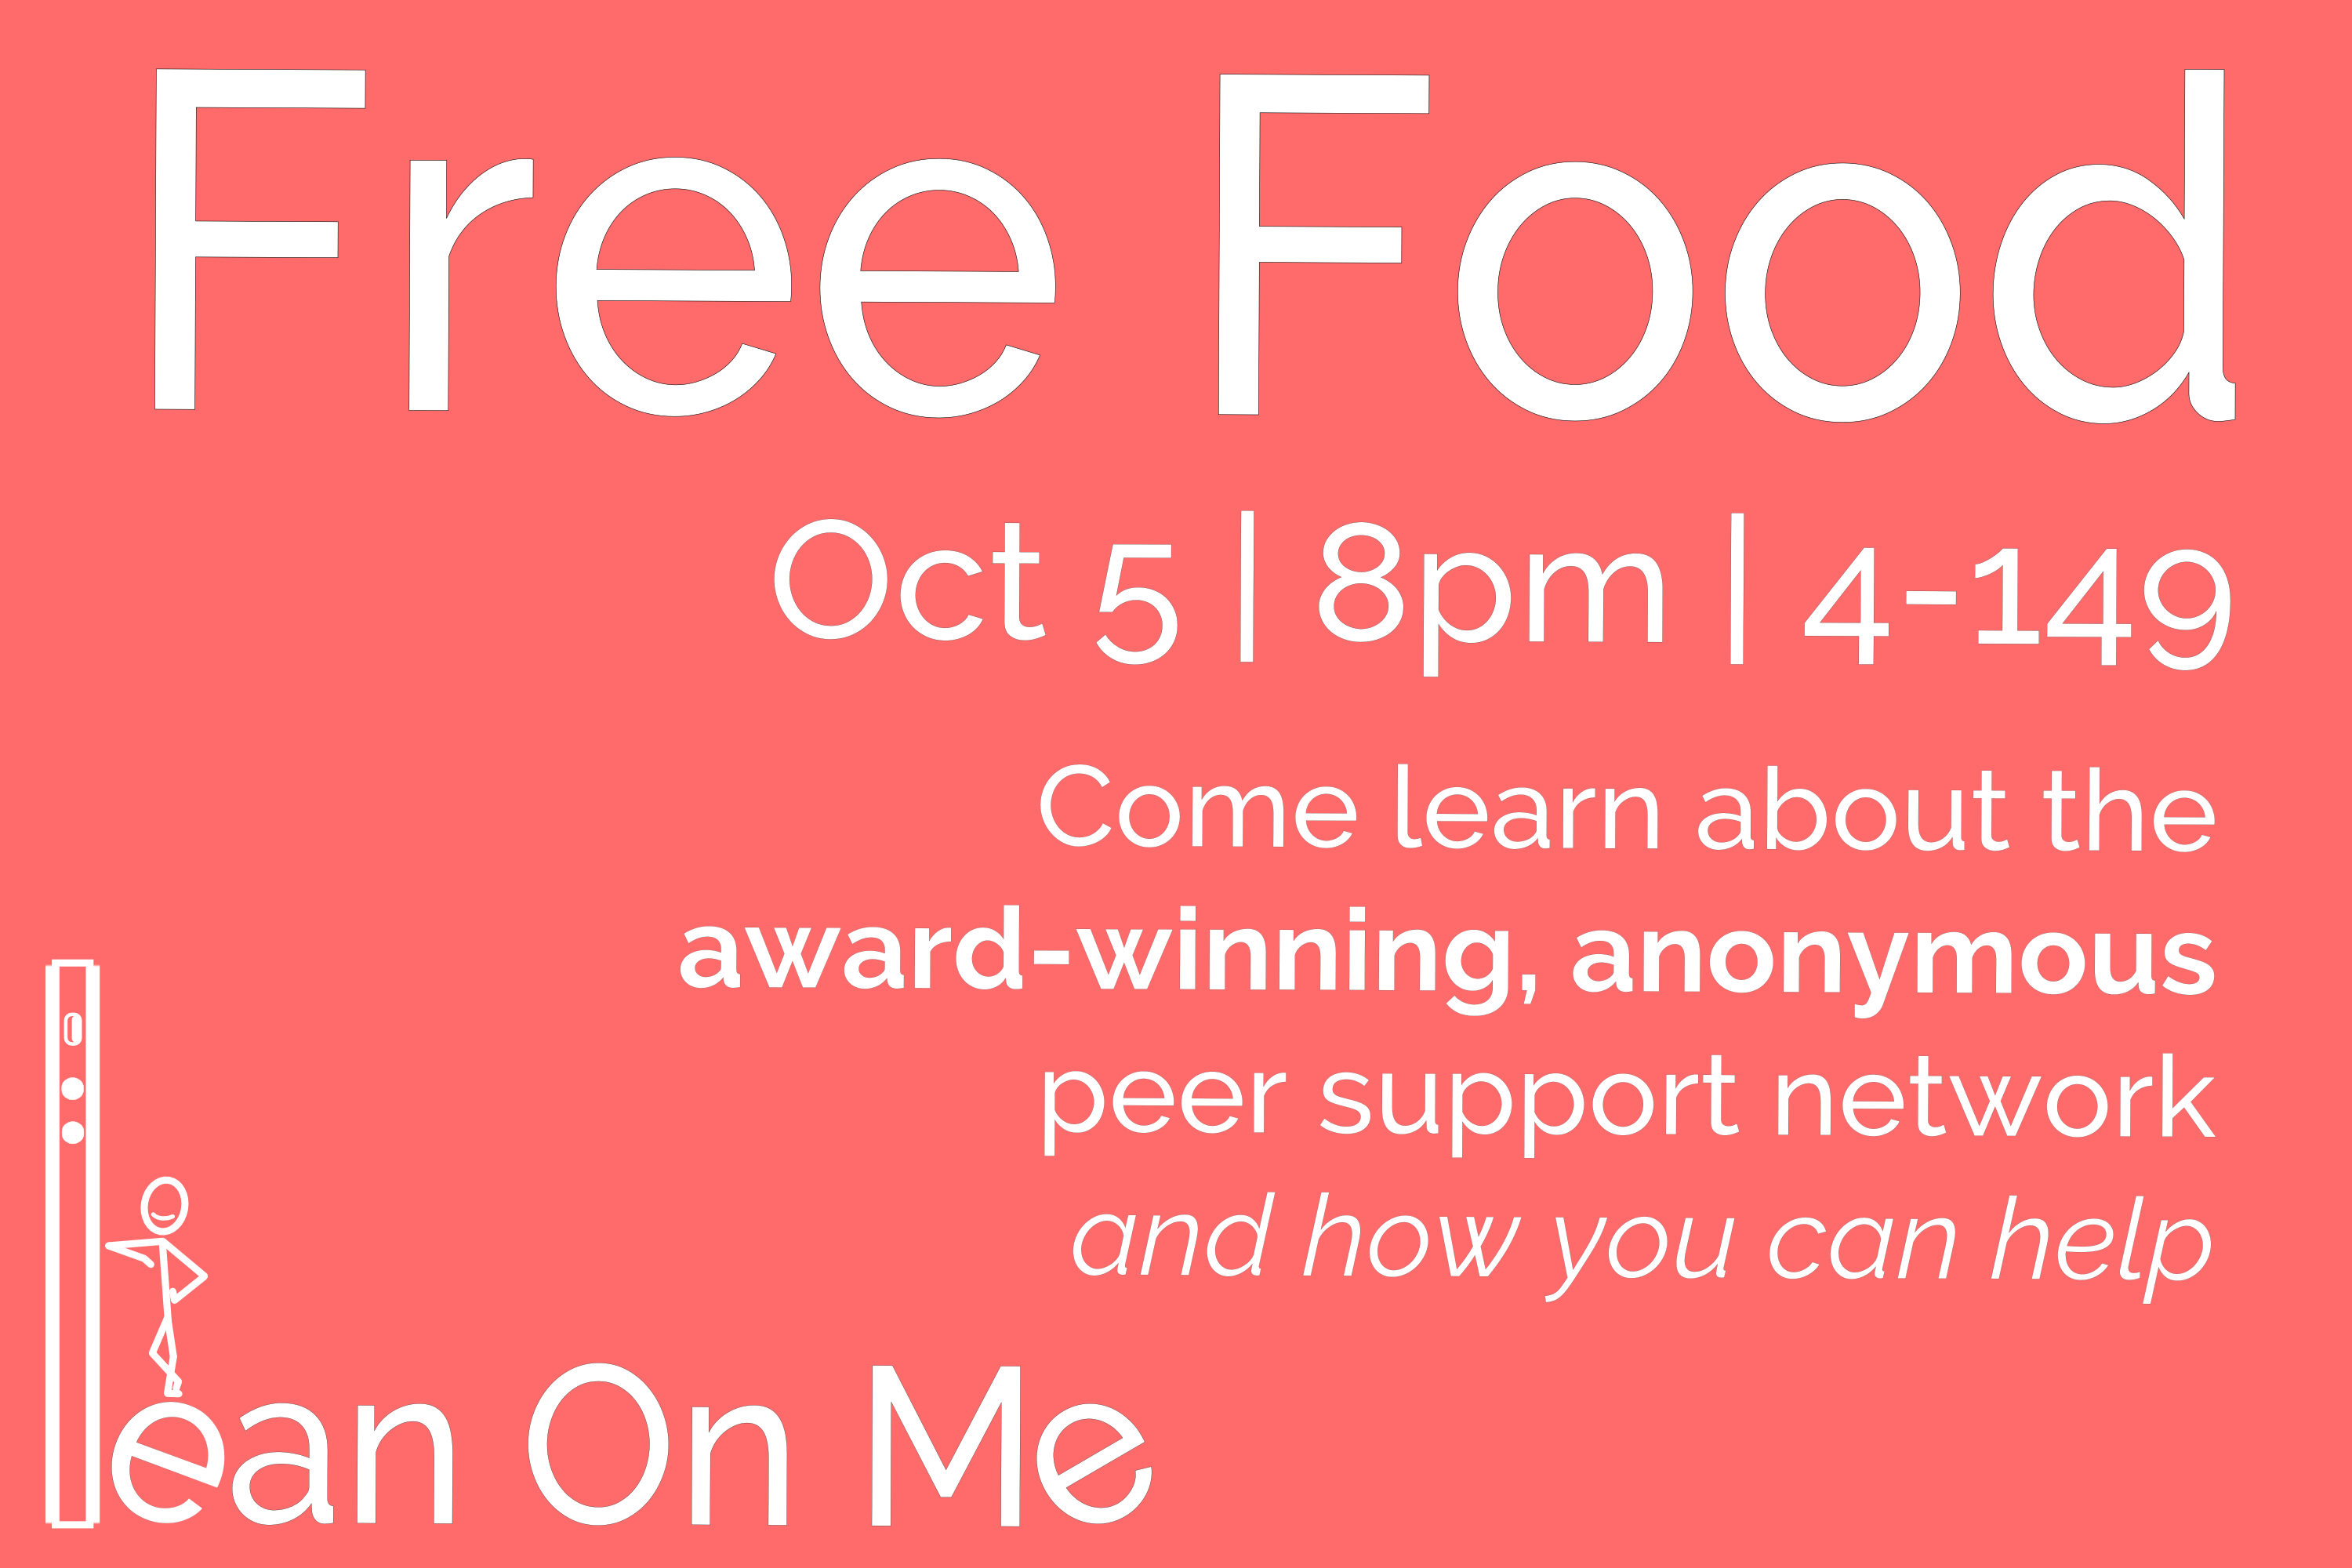 Free Food
Oct 5 | 8pm | 4-149
Come learn about the
award-winning, anonymous
peer support network
and how you can help
Lean On Me